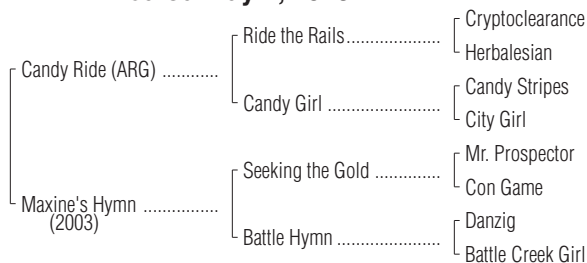 Ride the Rails
Cryptoclearance
Herbalesian
Candy Ride (ARG)
Candy Girl
Candy Stripes
City Girl
Seeking the Gold
Mr. Prospector
Con Game
Maxine's Hymn
(2003)
Battle Hymn
Danzig
Battle Creek Girl